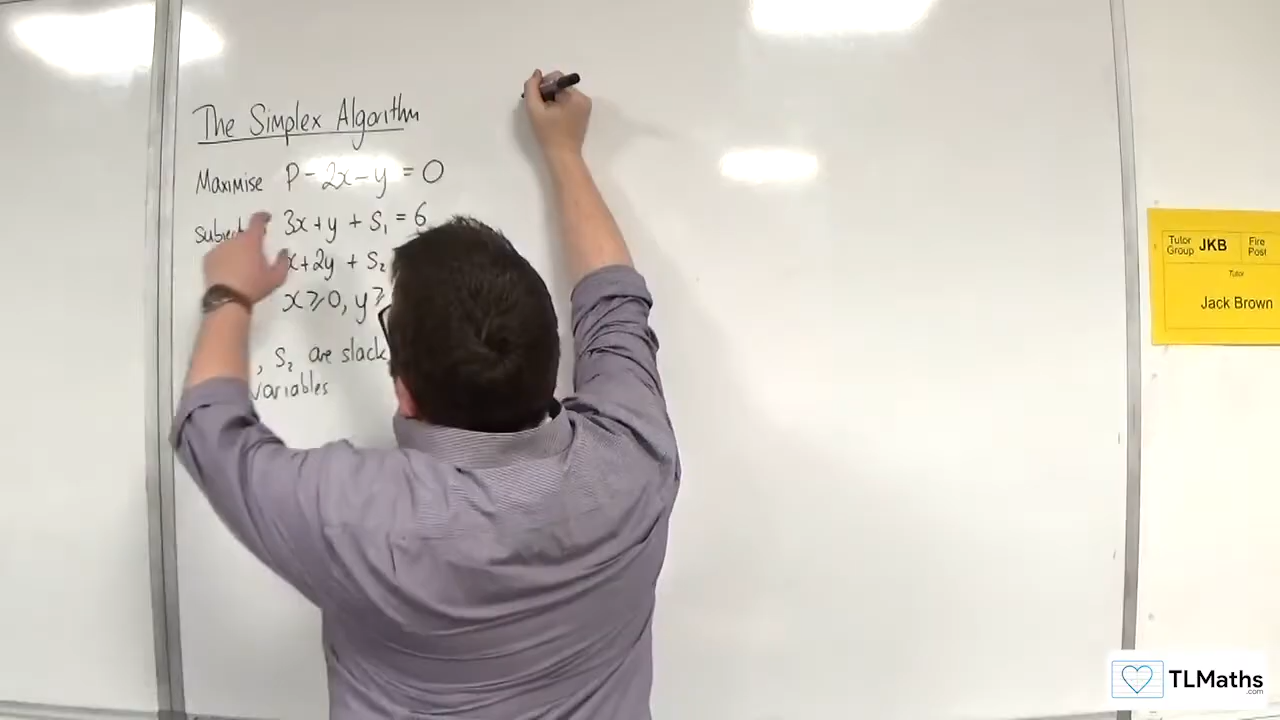 The Simplex Algorithm
Maximise P - 2x - y = 0
3x + y + S₁ = 6
x + 2y + S₂
x ⩾ 0, y ⩾
, S₂ are slack
variables
Tutor Group JKB Fire
Tutor
Jack Brown
TLMaths
.com